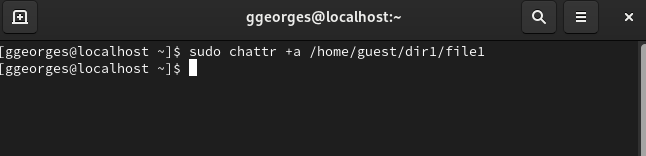 ggeorges@localhost:~
[ggeorges@localhost ~]$ sudo chattr +a /home/guest/dir1/file1
[ggeorges@localhost ~]$